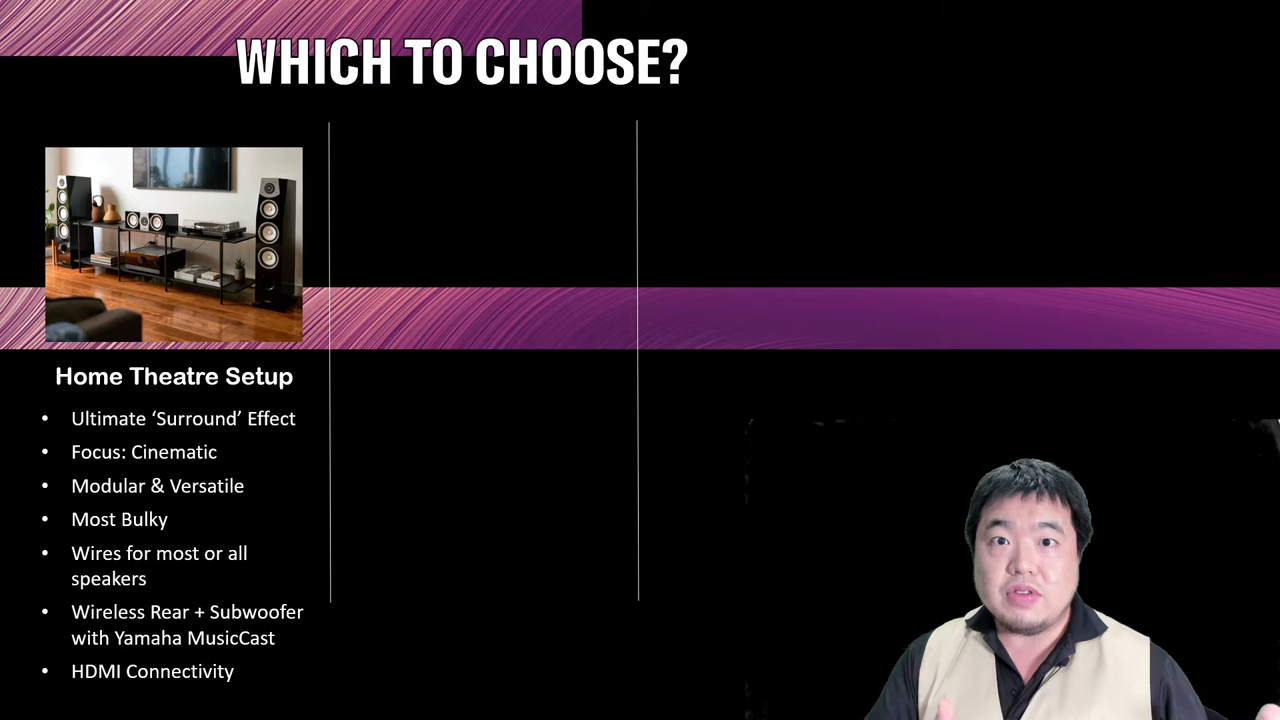 WHICH TO CHOOSE?
Home Theatre Setup
• Ultimate ‘Surround’ Effect
• Focus: Cinematic
• Modular & Versatile
• Most Bulky
• Wires for most or all
speakers
• Wireless Rear + Subwoofer
with Yamaha MusicCast
• HDMI Connectivity